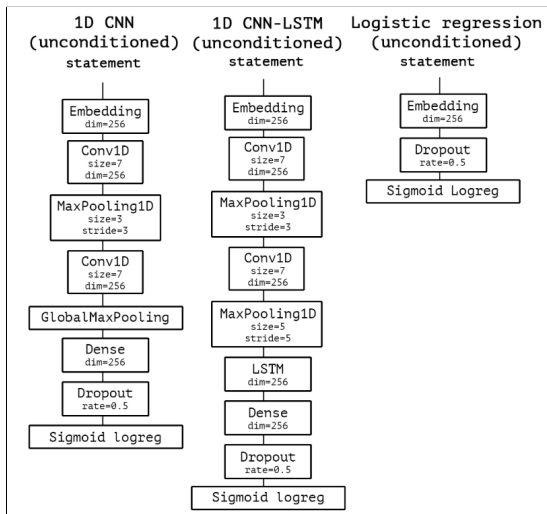 1D CNN
(unconditioned)
statement
Embedding
dim=256
Conv1D
size=7
dim=256
MaxPooling1D
size=3
stride=3
Conv1D
size=7
dim=256
GlobalMaxPooling
Dense
dim=256
Dropout
rate=0.5
Sigmoid logreg
1D CNN-LSTM
(unconditioned)
statement
Embedding
dim=256
Conv1D
size=7
dim=256
MaxPooling1D
size=3
stride=3
Conv1D
size=7
dim=256
MaxPooling1D
size=5
stride=5
LSTM
dim=256
Dense
dim=256
Dropout
rate=0.5
Sigmoid logreg
Logistic regression
(unconditioned)
statement
Embedding
dim=256
Dropout
rate=0.5
Sigmoid Logreg